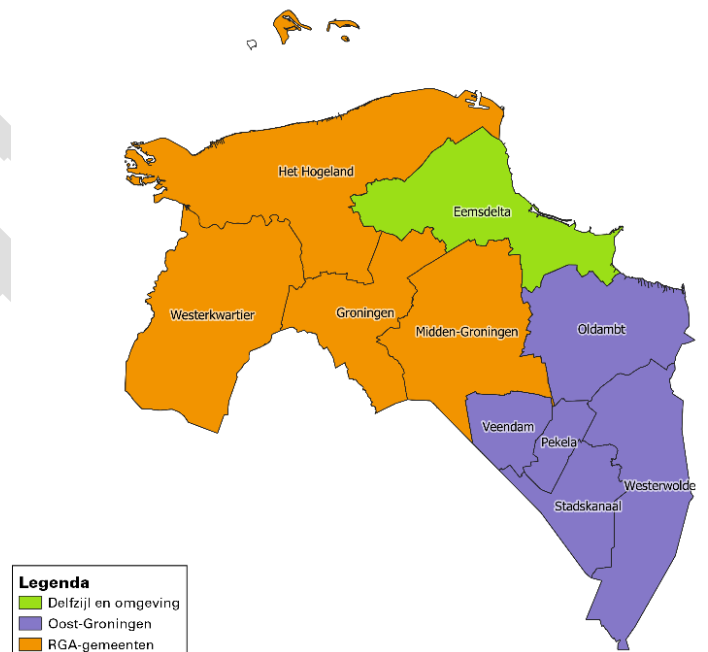 Het Hogeland
Eemsdelta
Westerkwartier
Groningen
Midden-Groningen
Oldambt
Veendam
Pekela
Westerwolde
Stadskanaal
Legenda
Delfzijl en omgeving
Oost-Groningen
RGA-gemeenten